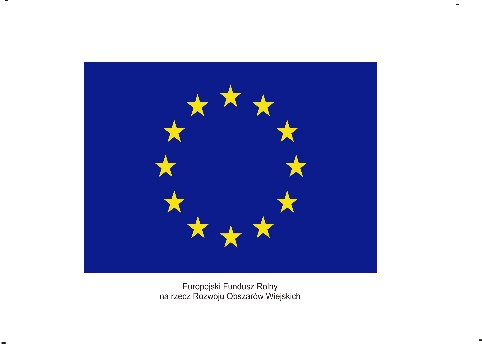 Europejski Fundusz Rolny
na rzecz Rozwoju Obszarów Wiejskich